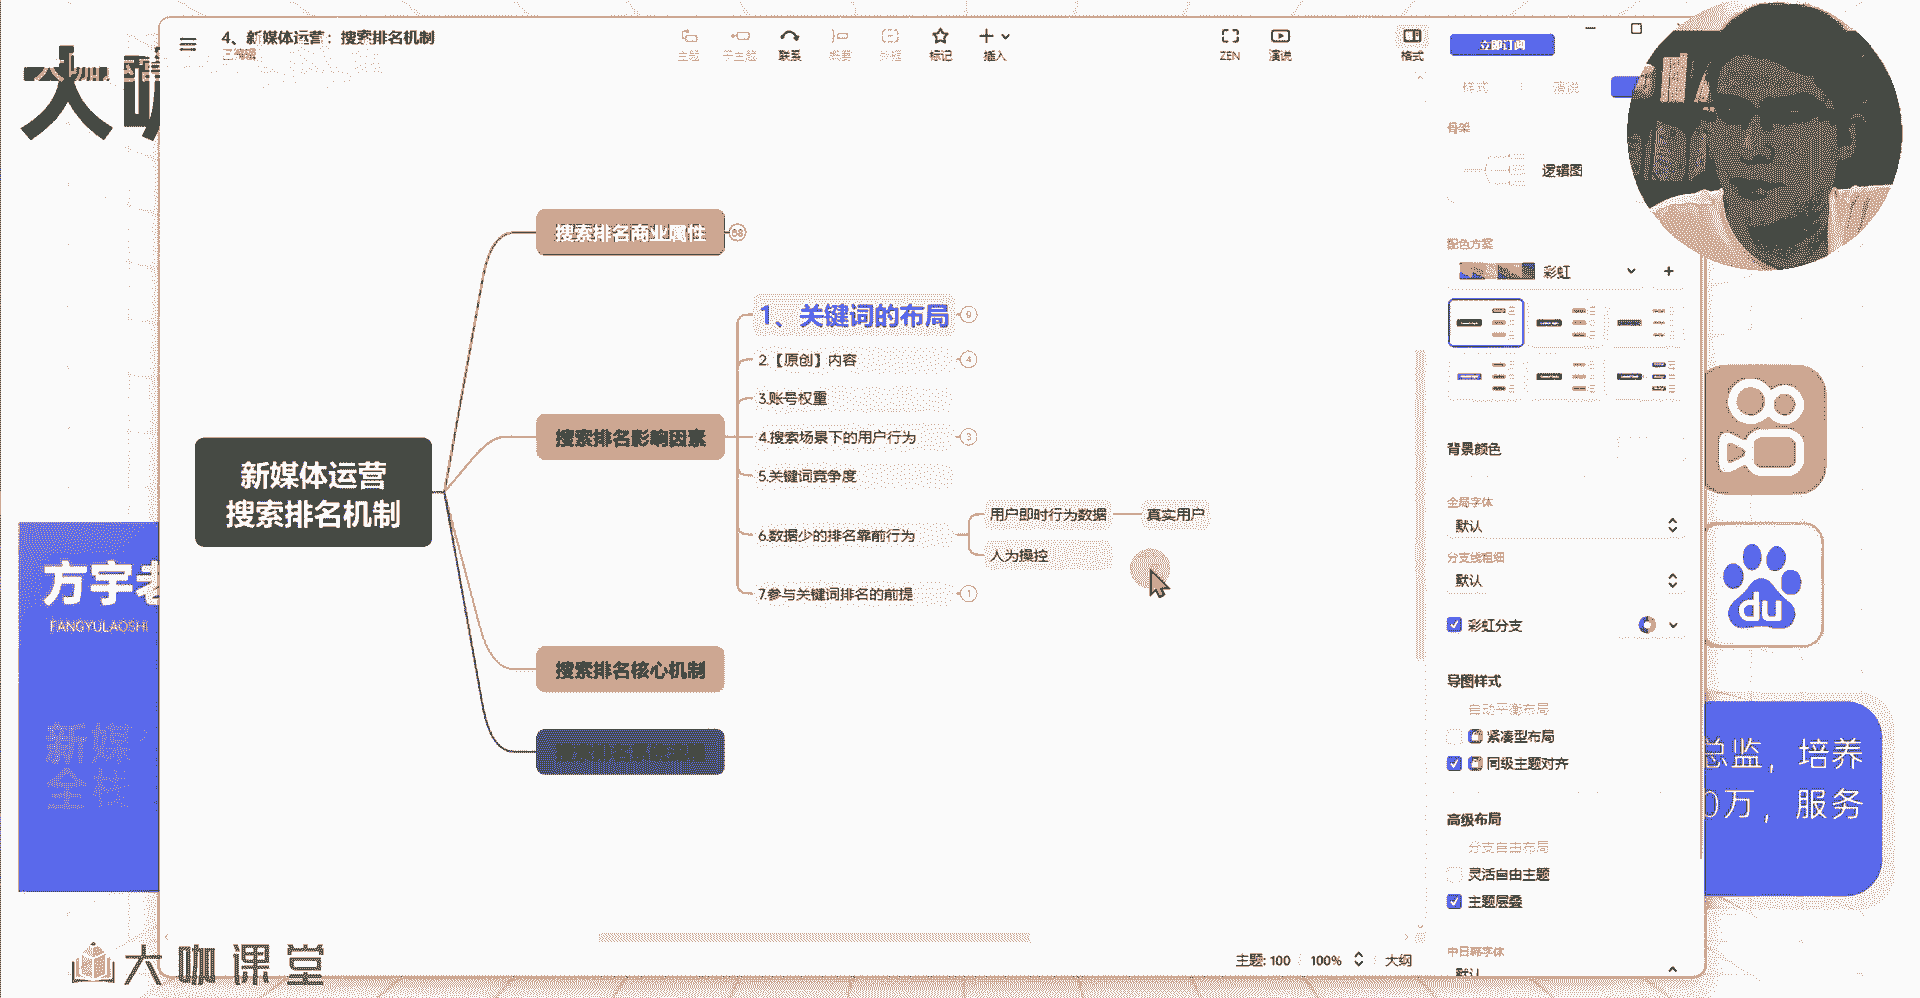 4、新媒体运营：搜索排名机制
已编辑
主题
子主题
联系
概要
外框
标记
插入
ZEN
演说
格式
立即订阅
样式
演说
大咖
骨架
逻辑图
配色方案
彩虹
搜索排名商业属性
68
1、关键词的布局
9
2.【原创】内容
4
3.账号权重
搜索排名影响因素
4.搜索场景下的用户行为
3
5.关键词竞争度
新媒体运营
搜索排名机制
用户即时行为数据
真实用户
6.数据少的排名靠前行为
人为操控
7.参与关键词排名的前提
1
搜索排名核心机制
背景颜色
全局字体
默认
分支线粗细
默认
彩虹分支
导图样式
自动平衡布局
紧凑型布局
同级主题对齐
高级布局
分支自由布局
灵活自由主题
主题层叠
中日韩字体
默认
主题: 100
100%
大纲
方宇老
FANGYULAOSHI
新媒
全栈
du
总监，培养
0万，服务
大咖课堂